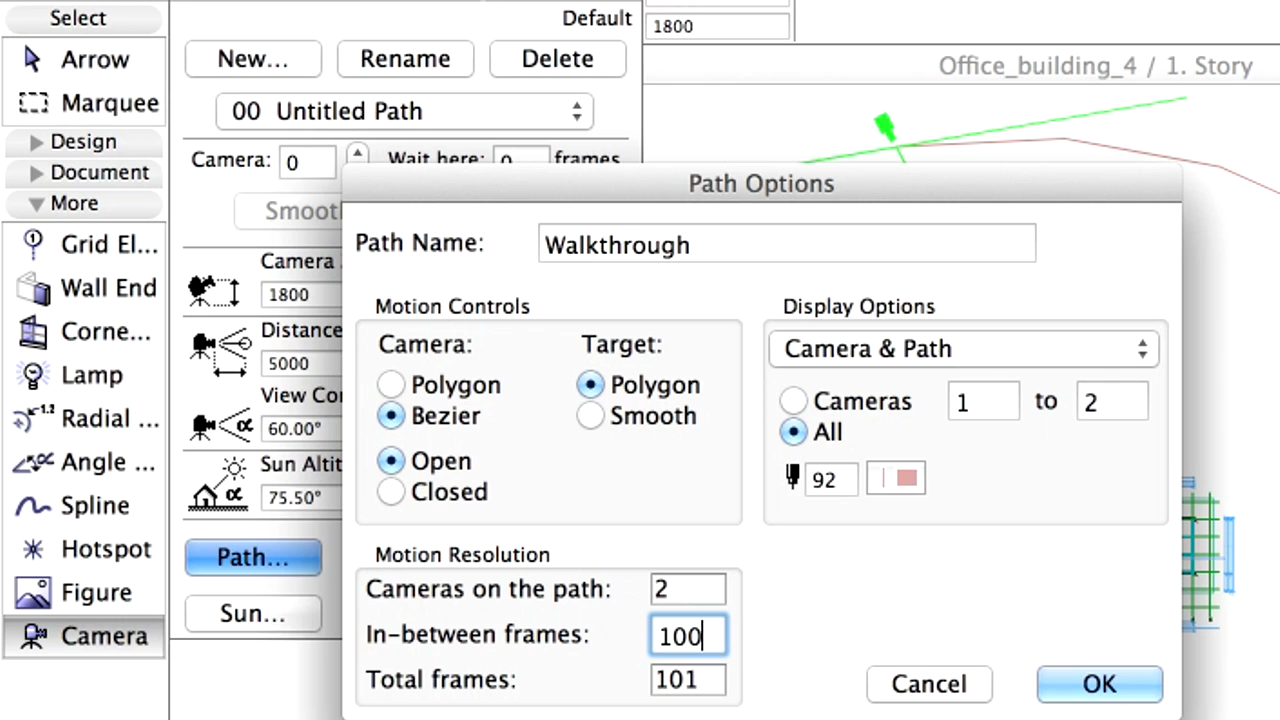 Select
Arrow
Marquee
Design
Document
More
Grid El...
Wall End
Corne...
Lamp
1.2
Radial ...
Angle ...
Spline
Hotspot
Figure
Camera
Default
New...
Rename
Delete
00 Untitled Path
Camera: 0
Wait here: 0 frames
Smooth
Camera
1800
Distance
5000
View Co
α
60.00°
Sun Altit
α
75.50°
Path...
Sun...
1800
Office_building_4 / 1. Story
Path Options
Path Name: Walkthrough
Motion Controls
Camera:
Polygon
Bezier
Open
Closed
Target:
Polygon
Smooth
Display Options
Camera & Path
Cameras 1 to 2
All
92
Motion Resolution
Cameras on the path: 2
In-between frames: 100
Total frames: 101
Cancel
OK